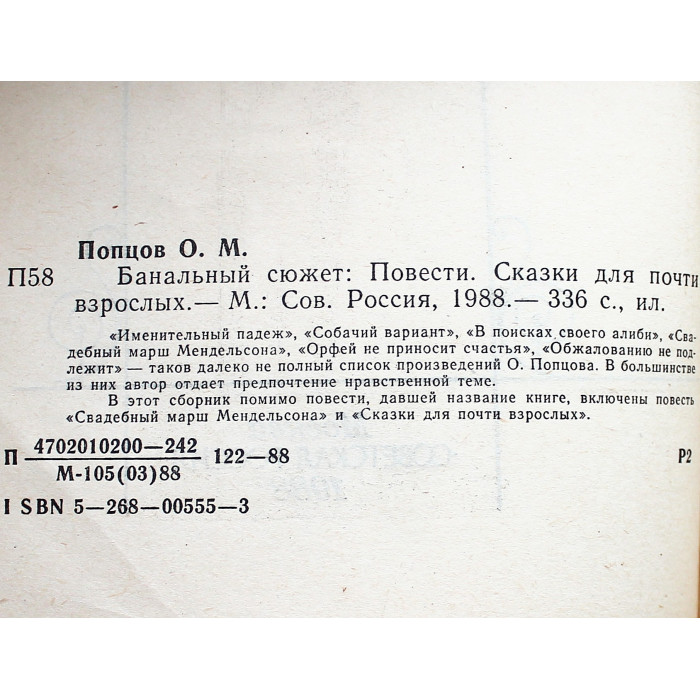 Попцов О. М.
П58 Банальный сюжет: Повести. Сказки для почти
взрослых.— М.: Сов. Россия, 1988.— 336 с., ил.
«Именительный падеж», «Собачий вариант», «В поисках своего алиби», «Сва-
дебный марш Мендельсона», «Орфей не приносит счастья», «Обжалованию не под-
лежит» — таков далеко не полный список произведений О. Попцова. В большинстве
из них автор отдает предпочтение нравственной теме.
В этот сборник помимо повести, давшей название книге, включены повесть
«Свадебный марш Мендельсона» и «Сказки для почти взрослых».
4702010200—242
П 122—88 Р2
М-105(03)88
I SBN 5—268—00555—3